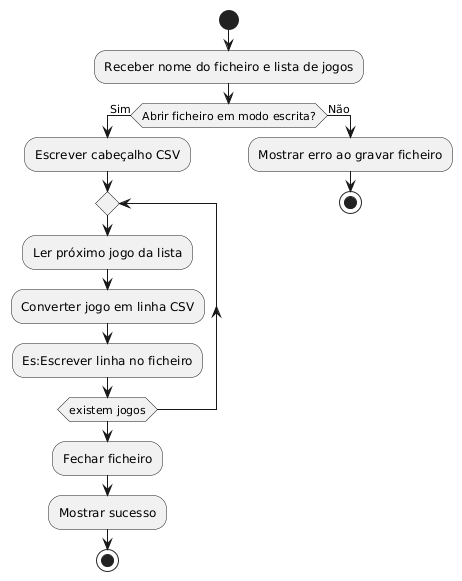 Receber nome do ficheiro e lista de jogos
Sim
Abrir ficheiro em modo escrita?
Não
Escrever cabeçalho CSV
Mostrar erro ao gravar ficheiro
Ler próximo jogo da lista
Converter jogo em linha CSV
Es:Escrever linha no ficheiro
existem jogos
Fechar ficheiro
Mostrar sucesso